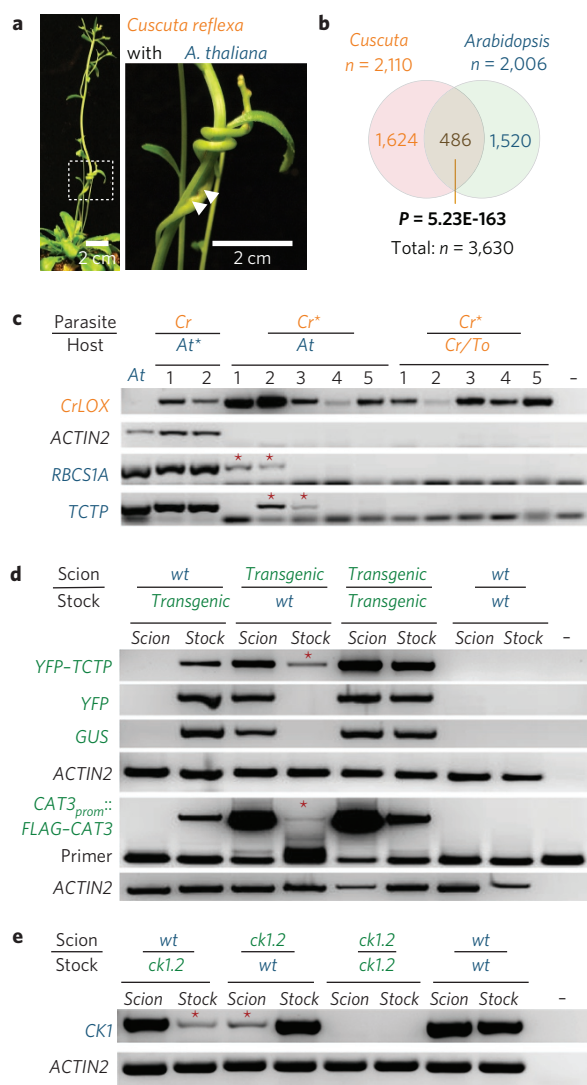 a
Cuscuta reflexa
with A. thaliana
2 cm
2 cm
b
Cuscuta
n = 2,110
Arabidopsis
n = 2,006
1,624
486
1,520
P = 5.23E-163
Total: n = 3,630
c
Parasite Cr Cr* Cr*
Host At* At Cr/To
At 1 2 1 2 3 4 5 1 2 3 4 5 –
CrLOX
ACTIN2
* *
RBCS1A
* *
TCTP
d
Scion wt Transgenic Transgenic wt
Stock Transgenic wt Transgenic wt
Scion Stock Scion Stock Scion Stock Scion Stock –
*
YFP–TCTP
YFP
GUS
ACTIN2
CAT3prom:: *
FLAG–CAT3
Primer
ACTIN2
e
Scion wt ck1.2 ck1.2 wt
Stock ck1.2 wt ck1.2 wt
Scion Stock Scion Stock Scion Stock Scion Stock –
* *
CK1
ACTIN2